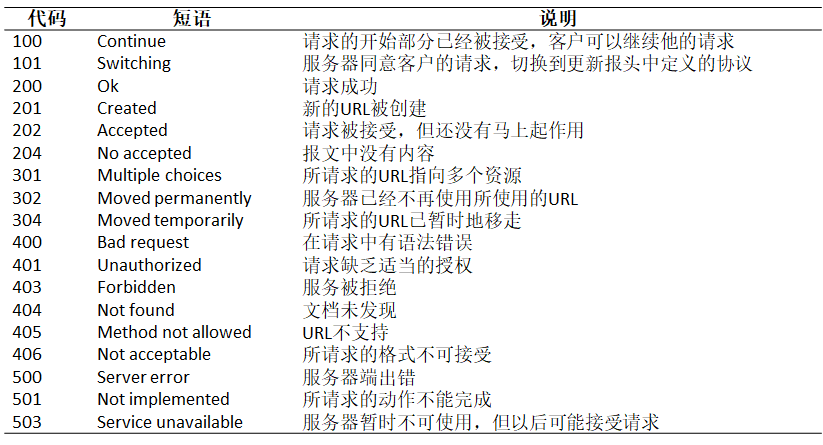 代码 短语 说明
100 Continue 请求的开始部分已经被接受，客户可以继续他的请求
101 Switching 服务器同意客户的请求，切换到更新报头中定义的协议
200 Ok 请求成功
201 Created 新的URL被创建
202 Accepted 请求被接受，但还没有马上起作用
204 No accepted 报文中没有内容
301 Multiple choices 所请求的URL指向多个资源
302 Moved permanently 服务器已经不再使用所使用的URL
304 Moved temporarily 所请求的URL已暂时地移走
400 Bad request 在请求中有语法错误
401 Unauthorized 请求缺乏适当的授权
403 Forbidden 服务被拒绝
404 Not found 文档未发现
405 Method not allowed URL不支持
406 Not acceptable 所请求的格式不可接受
500 Server error 服务器端出错
501 Not implemented 所请求的动作不能完成
503 Service unavailable 服务器暂时不可使用，但以后可能接受请求